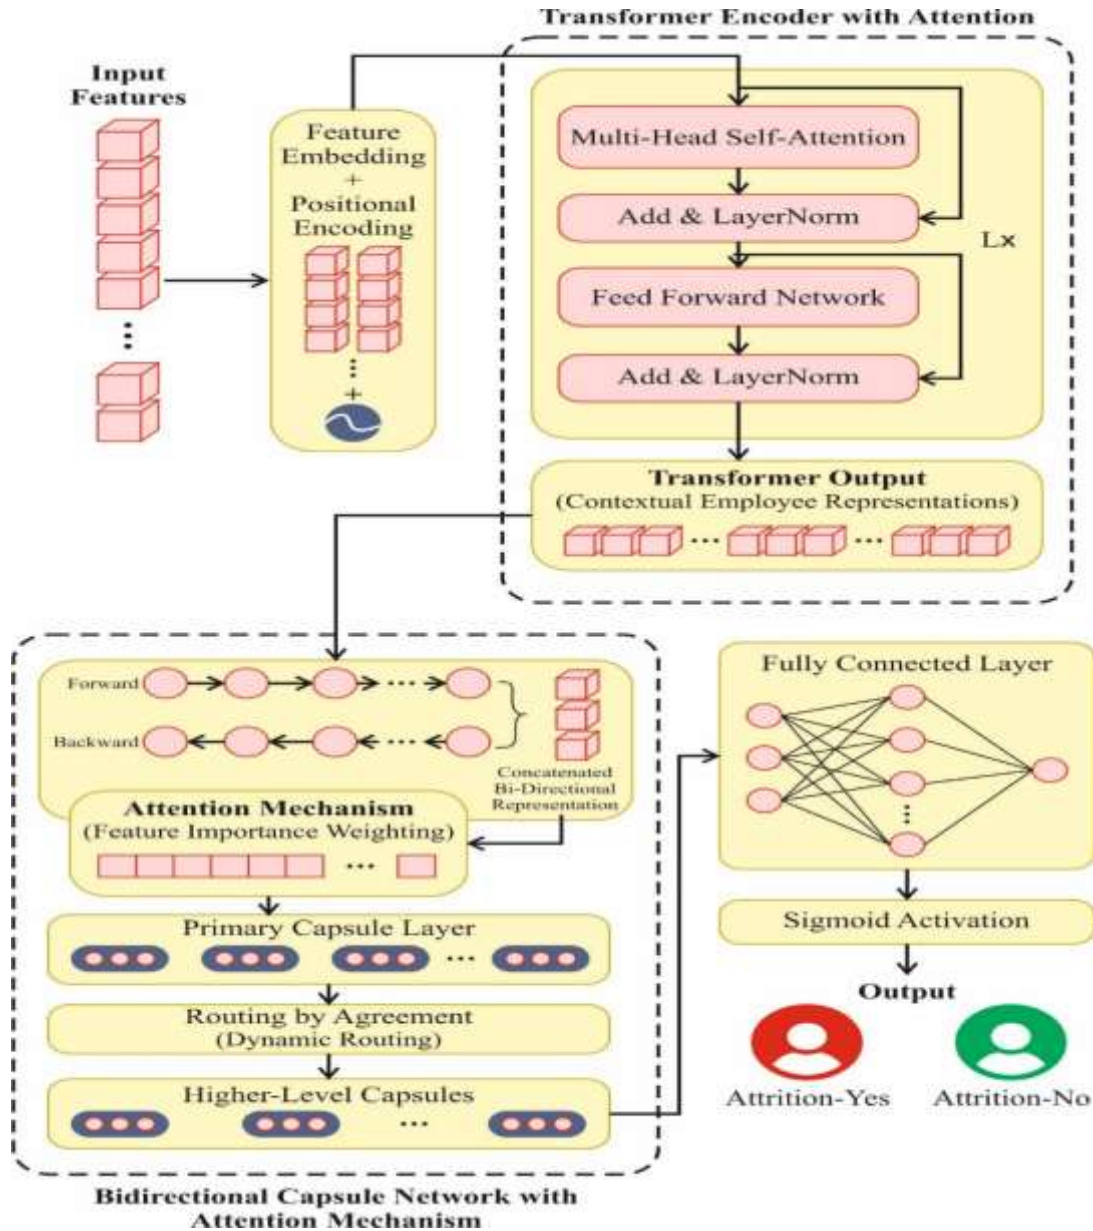 Transformer Encoder with Attention
Input
Features
Feature
Embedding
+
Positional
Encoding
+
Multi-Head Self-Attention
Add & LayerNorm
L×
Feed Forward Network
Add & LayerNorm
Transformer Output
(Contextual Employee Representations)
Forward
Backward
Concatenated
Bi-Directional
Representation
Attention Mechanism
(Feature Importance Weighting)
Primary Capsule Layer
Routing by Agreement
(Dynamic Routing)
Higher-Level Capsules
Bidirectional Capsule Network with
Attention Mechanism
Fully Connected Layer
Sigmoid Activation
Output
Attrition-Yes
Attrition-No